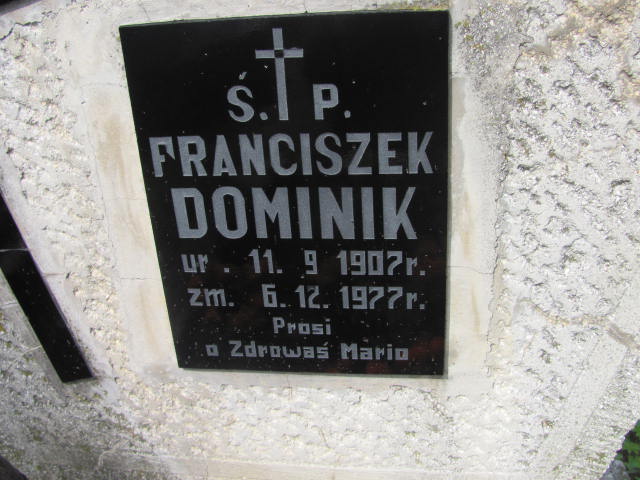 Ś. P.
FRANCISZEK
DOMINIK
ur. 11. 9 1907r.
zm. 6. 12. 1977r.
Prosi
o Zdrowaś Mario